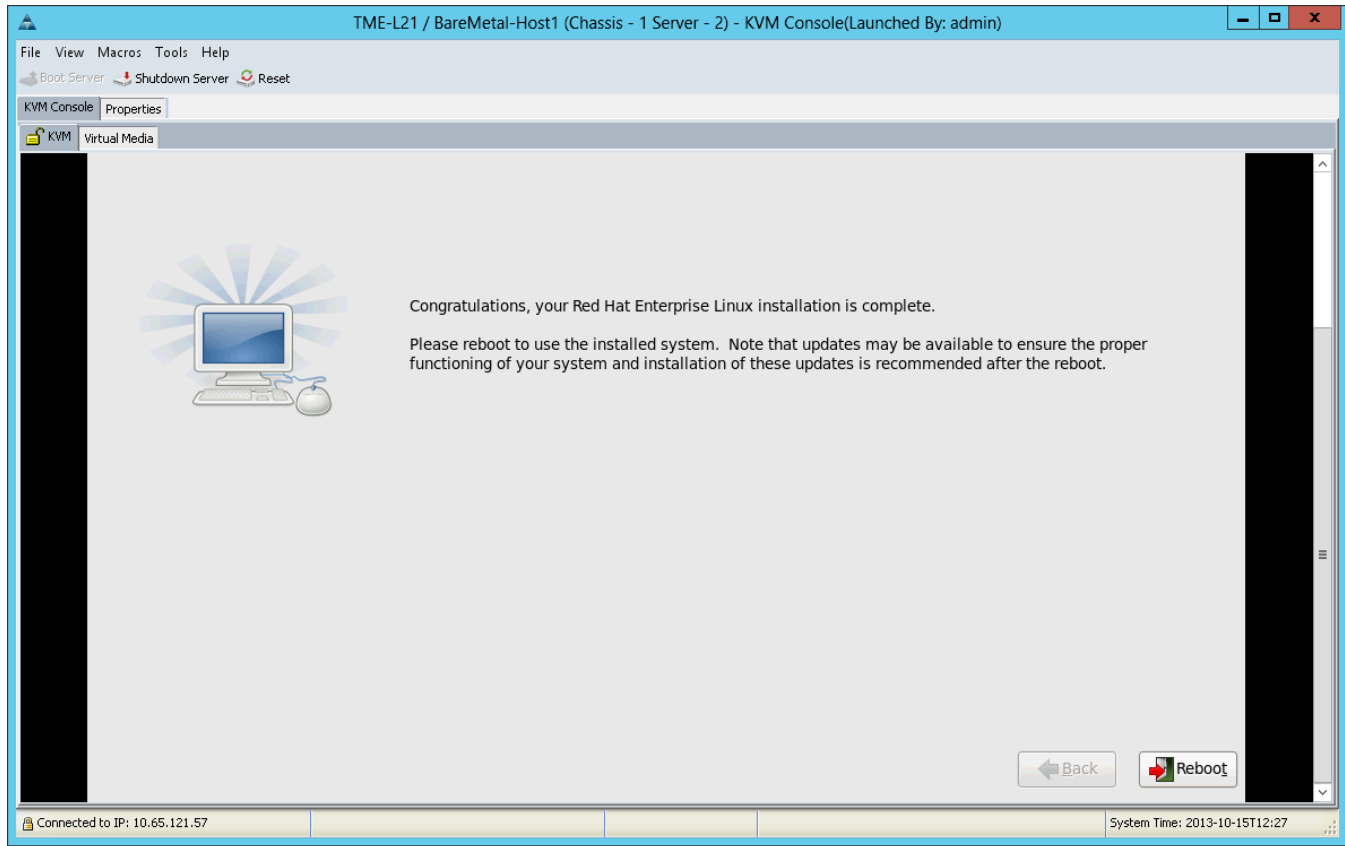 TME-L21 / BareMetal-Host1 (Chassis - 1 Server - 2) - KVM Console(Launched By: admin)
File View Macros Tools Help
Boot Server Shutdown Server Reset
KVM Console Properties
KVM Virtual Media
Congratulations, your Red Hat Enterprise Linux installation is complete.
Please reboot to use the installed system. Note that updates may be available to ensure the proper
functioning of your system and installation of these updates is recommended after the reboot.
Back Reboot
Connected to IP: 10.65.121.57 System Time: 2013-10-15T12:27